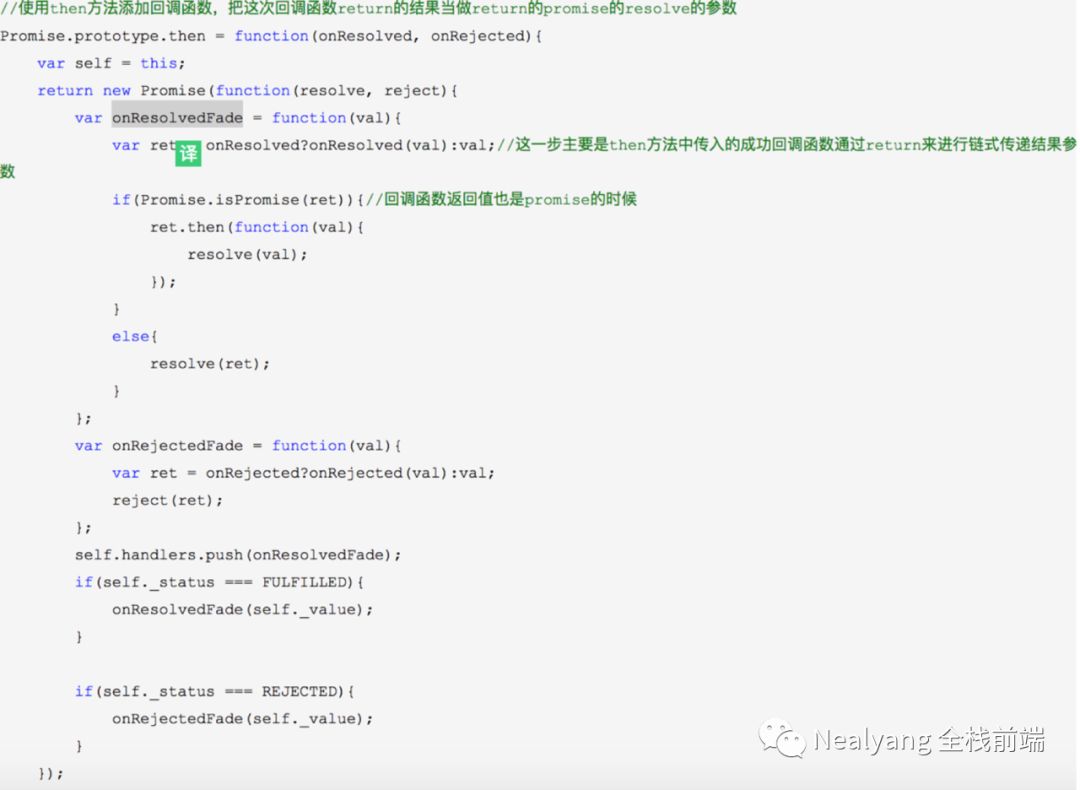 //使用then方法添加回调函数，把这次回调函数return的结果当做return的promise的resolve的参数
Promise.prototype.then = function(onResolved, onRejected){
    var self = this;
    return new Promise(function(resolve, reject){
        var onResolvedFade = function(val){
            var ret 译 onResolved?onResolved(val):val;//这一步主要是then方法中传入的成功回调函数通过return来进行链式传递结果参
数
            if(Promise.isPromise(ret)){//回调函数返回值也是promise的时候
                ret.then(function(val){
                    resolve(val);
                });
            }
            else{
                resolve(ret);
            }
        };
        var onRejectedFade = function(val){
            var ret = onRejected?onRejected(val):val;
            reject(ret);
        };
        self.handlers.push(onResolvedFade);
        if(self._status === FULFILLED){
            onResolvedFade(self._value);
        }
        if(self._status === REJECTED){
            onRejectedFade(self._value);
        }
    });
Nealyang 全栈前端